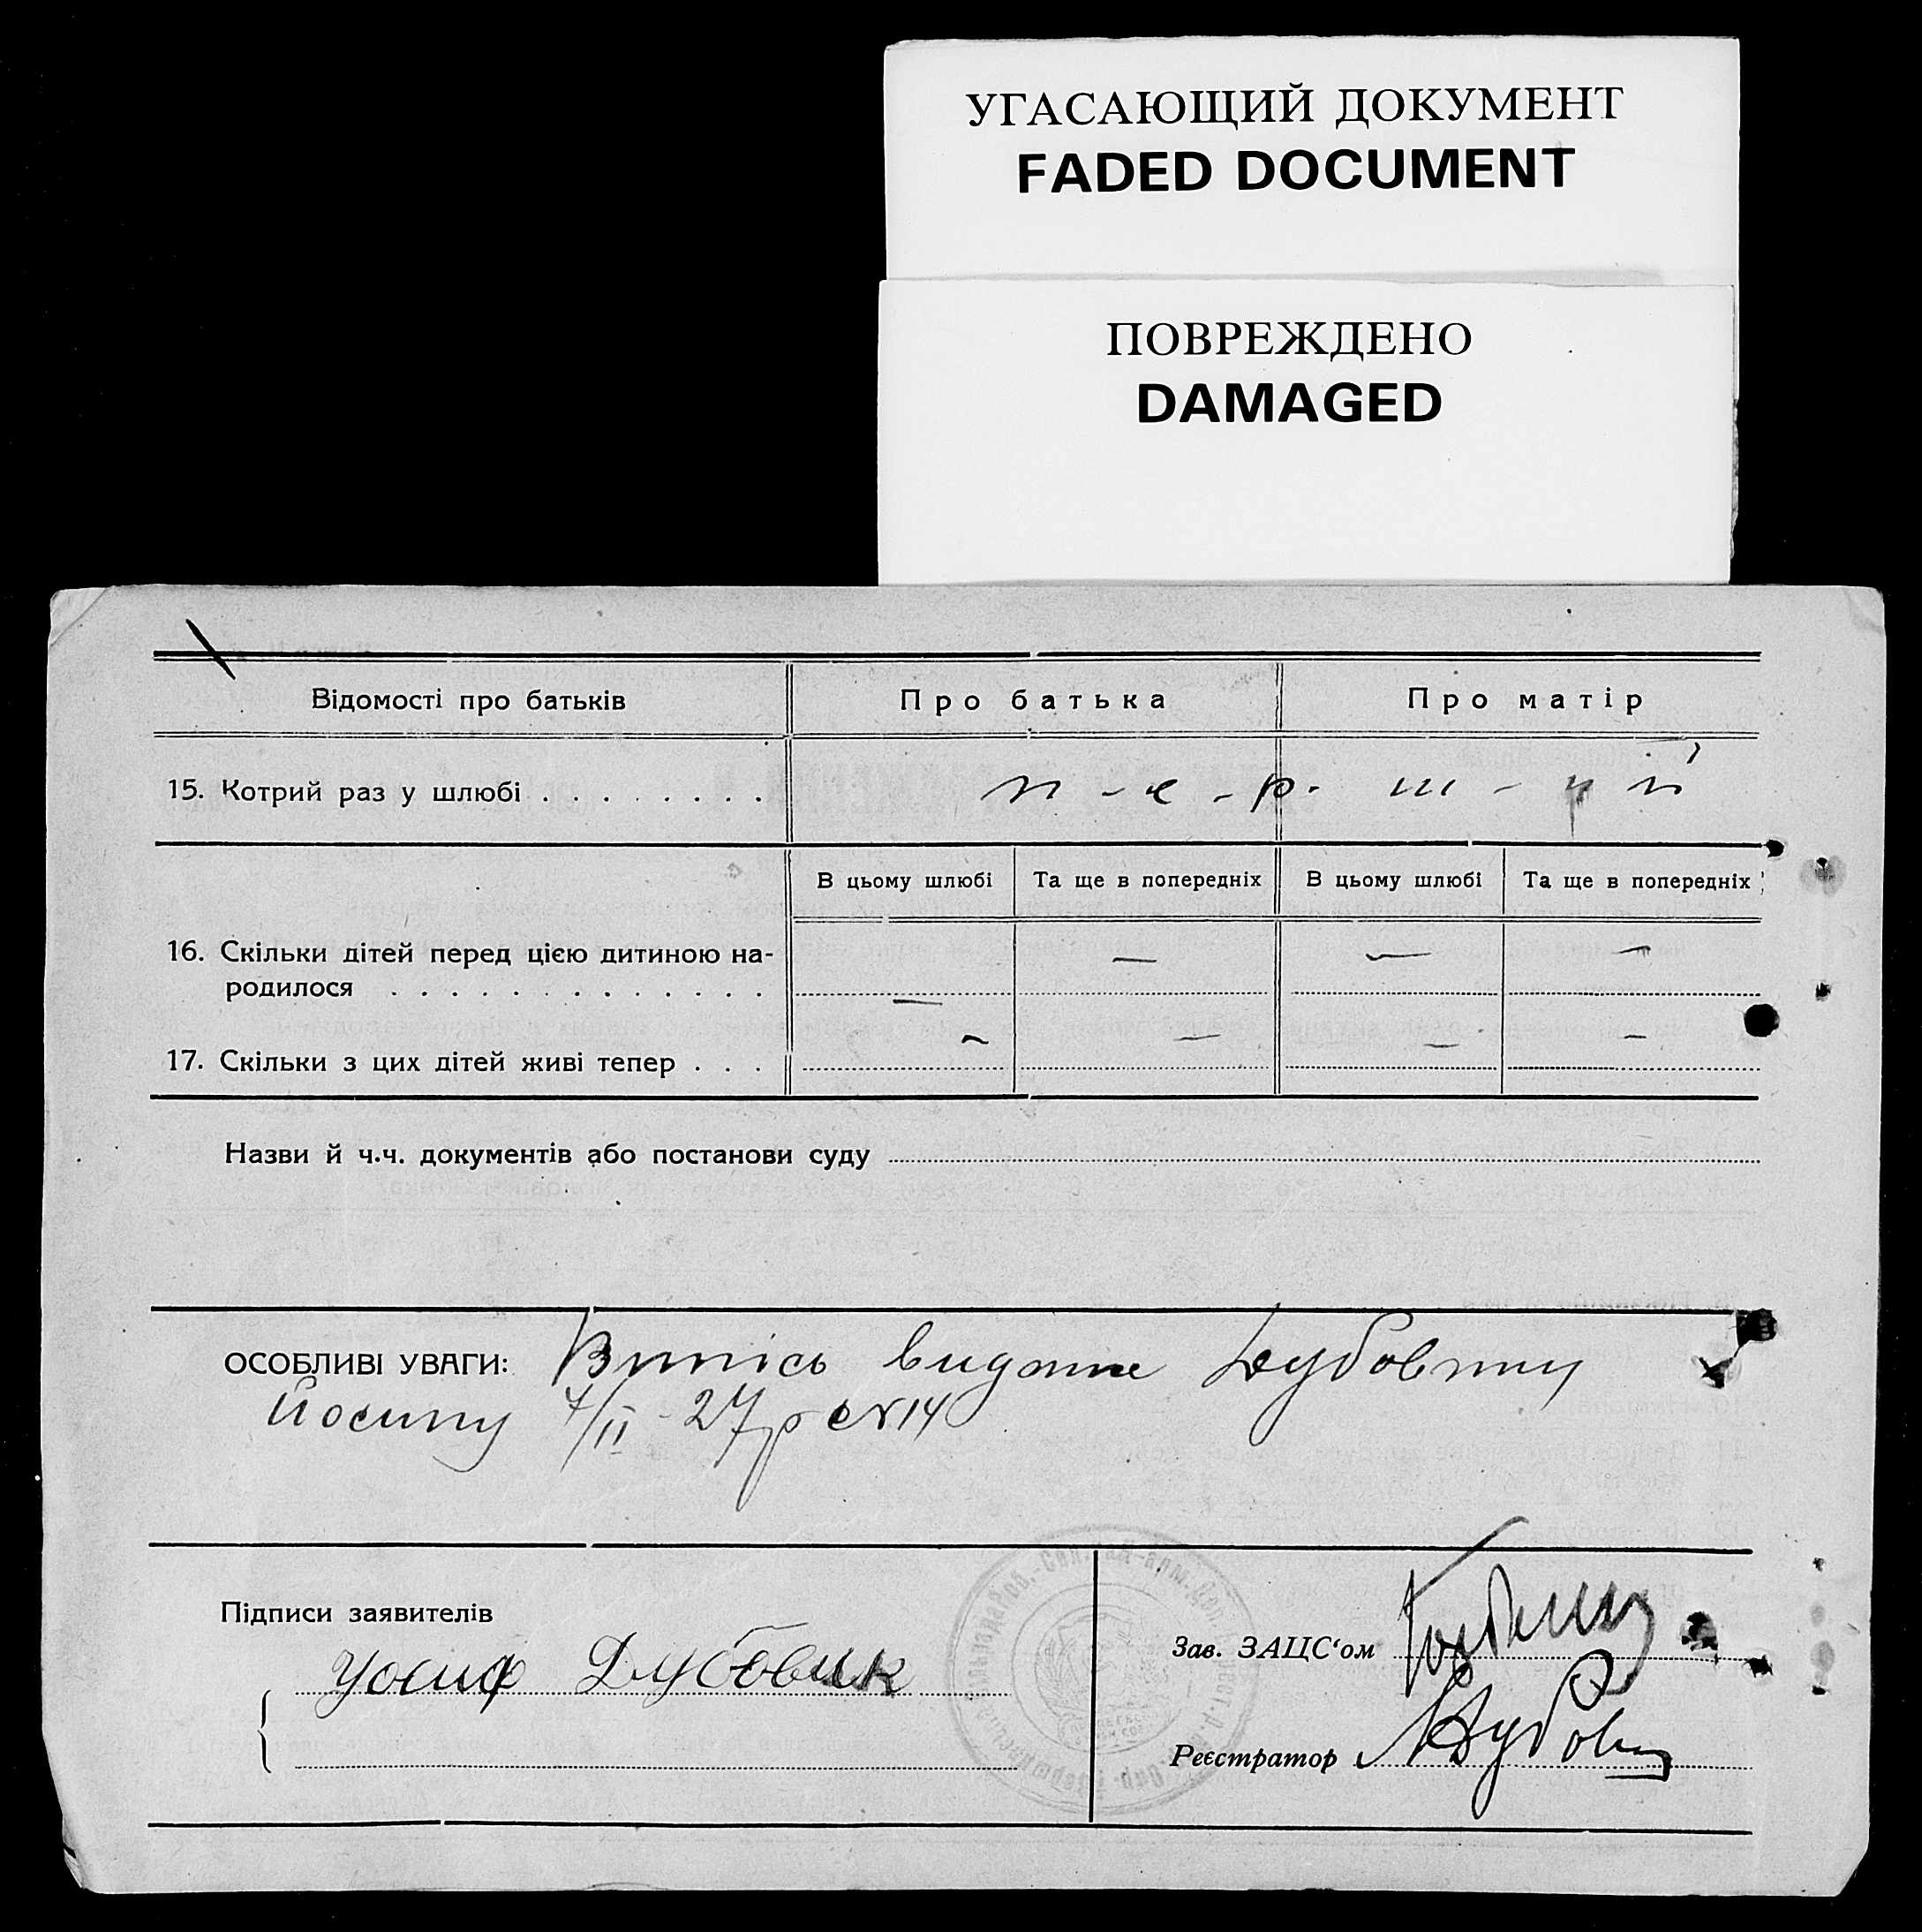 УГАСАЮЩИЙ ДОКУМЕНТ
FADED DOCUMENT
ПОВРЕЖДЕНО
DAMAGED
Відомості про батьків Про батька Про матір
15. Котрий раз у шлюбі . . . . . . . . п - е - р - ш - ий
В цьому шлюбі Та ще в попередніх В цьому шлюбі Та ще в попередніх
16. Скільки дітей перед цією дитиною на-
родилося . . . . . . . . . . . . . — — — —
17. Скільки з цих дітей живі тепер . . . — — — —
Назви й ч.ч. документів або постанови суду
ОСОБЛИВІ УВАГИ: Випісь видана Дубовику
Йосипу 7/II - 27 р №14
Підписи заявителів
Иосиф Дубовик
Зав. ЗАЦС‘ом
Реєстратор